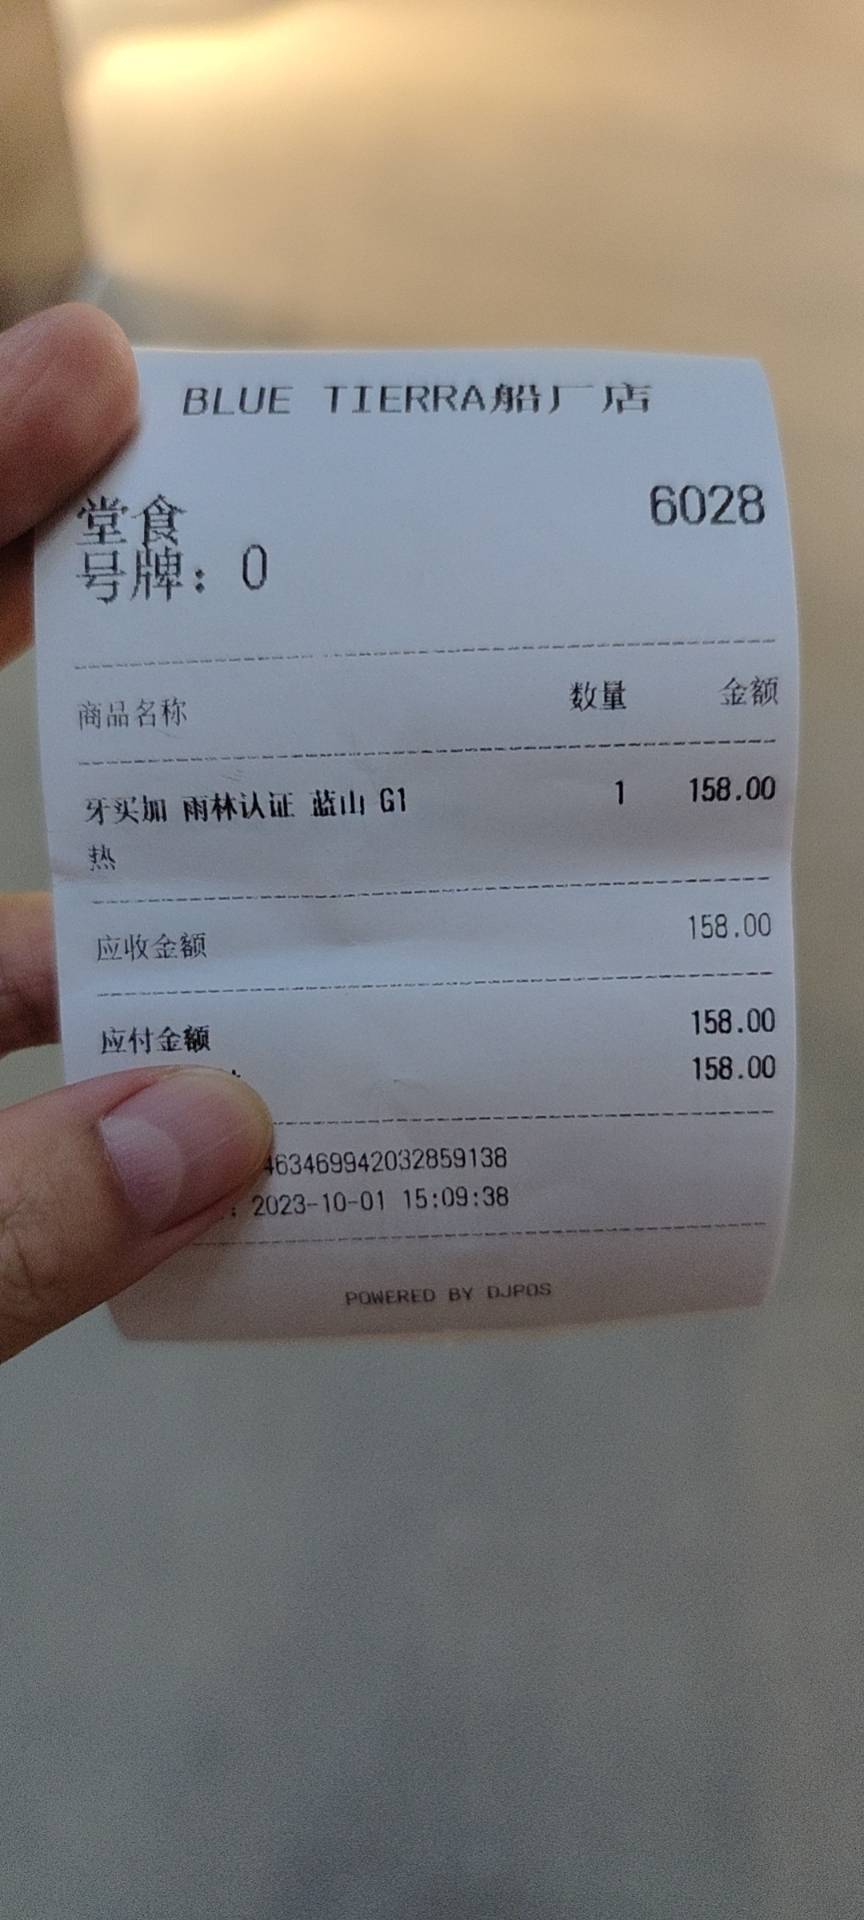 BLUE TIERRA船厂店
堂食 6028
号牌：0
商品名称 数量 金额
牙买加 雨林认证 蓝山 G1 1 158.00
热
应收金额 158.00
应付金额 158.00
158.00
463469942032859138
2023-10-01 15:09:38
POWERED BY DJPOS